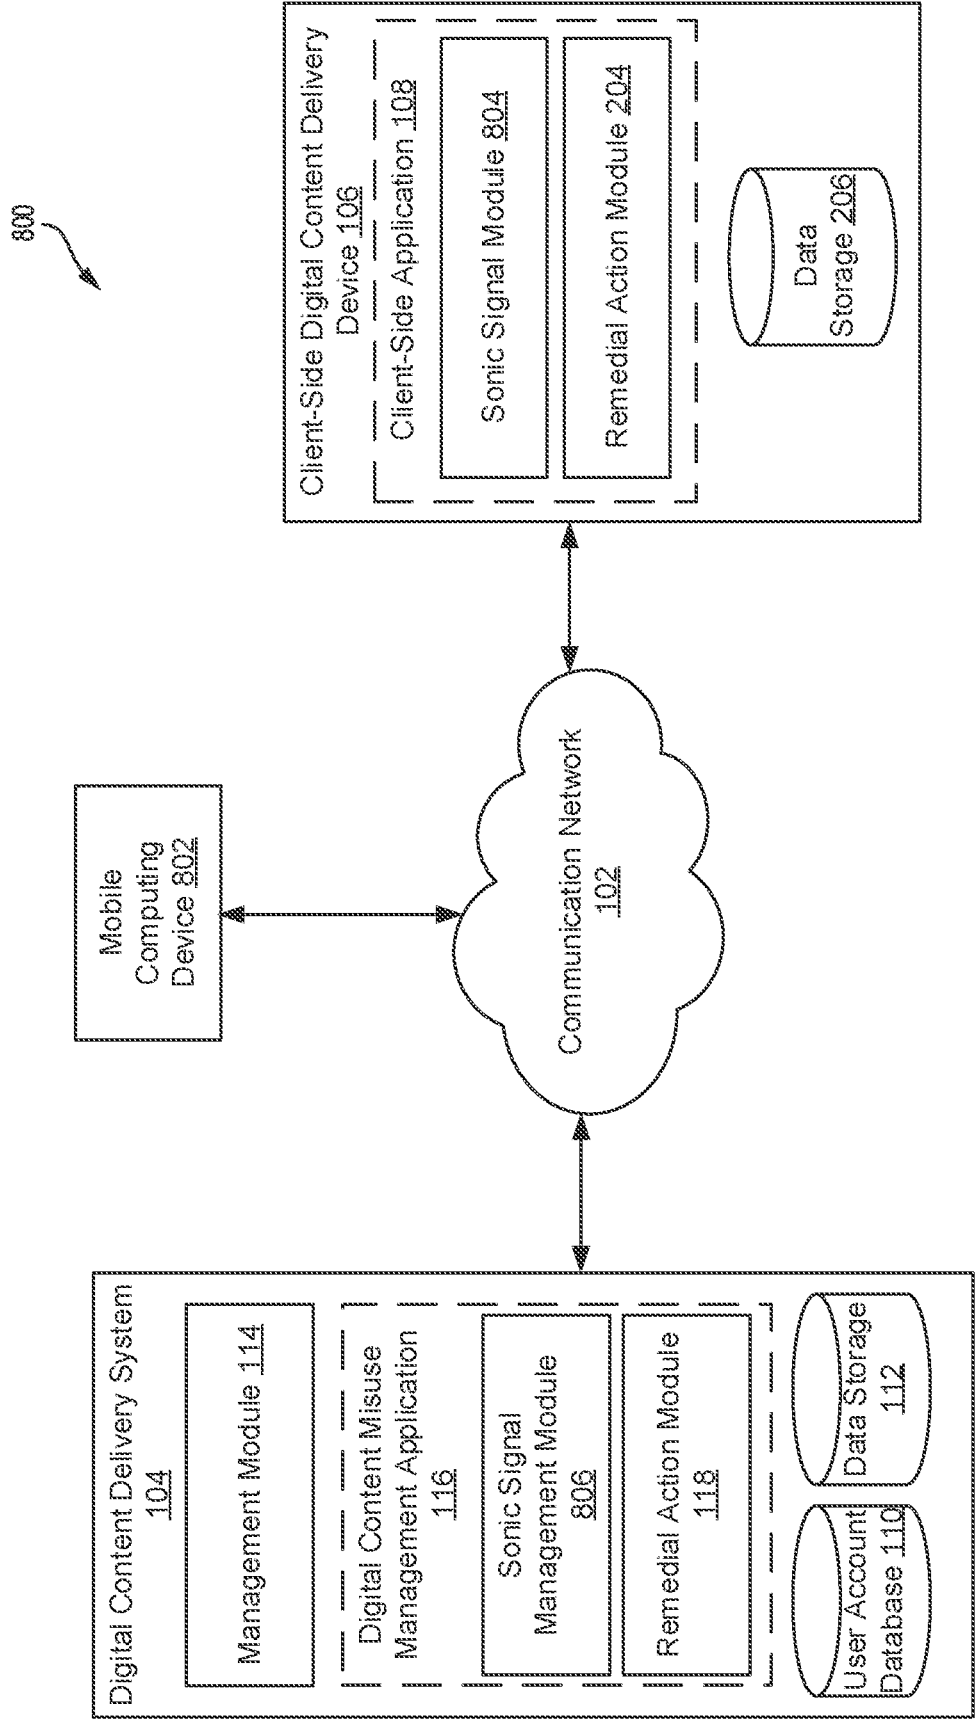 800
Digital Content Delivery System
104
Management Module 114
Digital Content Misuse
Management Application
116
Sonic Signal
Management Module
806
Remedial Action Module
118
User Account
Database 110
Data Storage
112
Mobile
Computing
Device 802
Communication Network
102
Client-Side Digital Content Delivery
Device 106
Client-Side Application 108
Sonic Signal Module 804
Remedial Action Module 204
Data
Storage 206